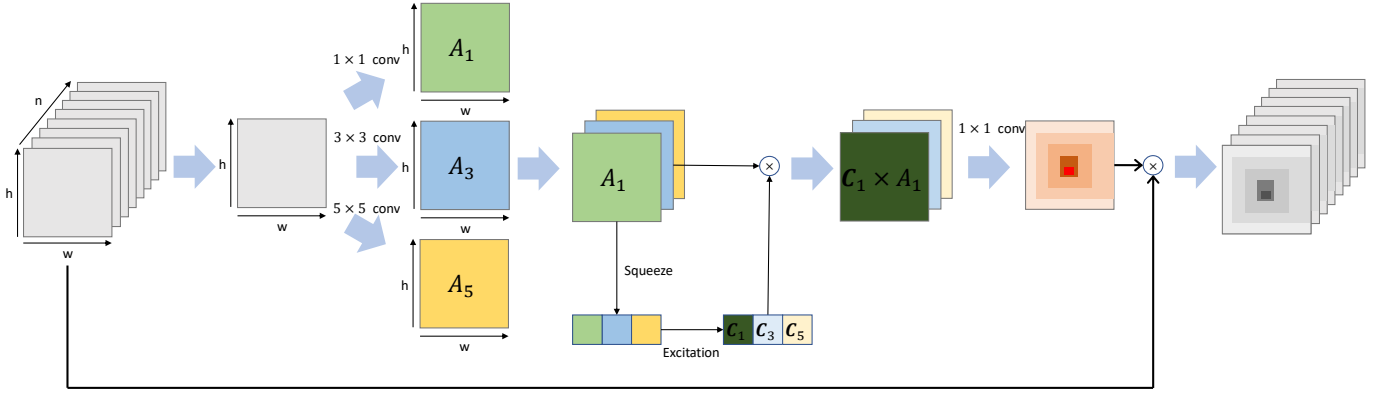 n
h
w
h
w
1 × 1 conv
3 × 3 conv
5 × 5 conv
h
A₁
w
h
A₃
w
h
A₅
w
A₁
×
Squeeze
Excitation
C₁ C₃ C₅
C₁ × A₁
1 × 1 conv
×